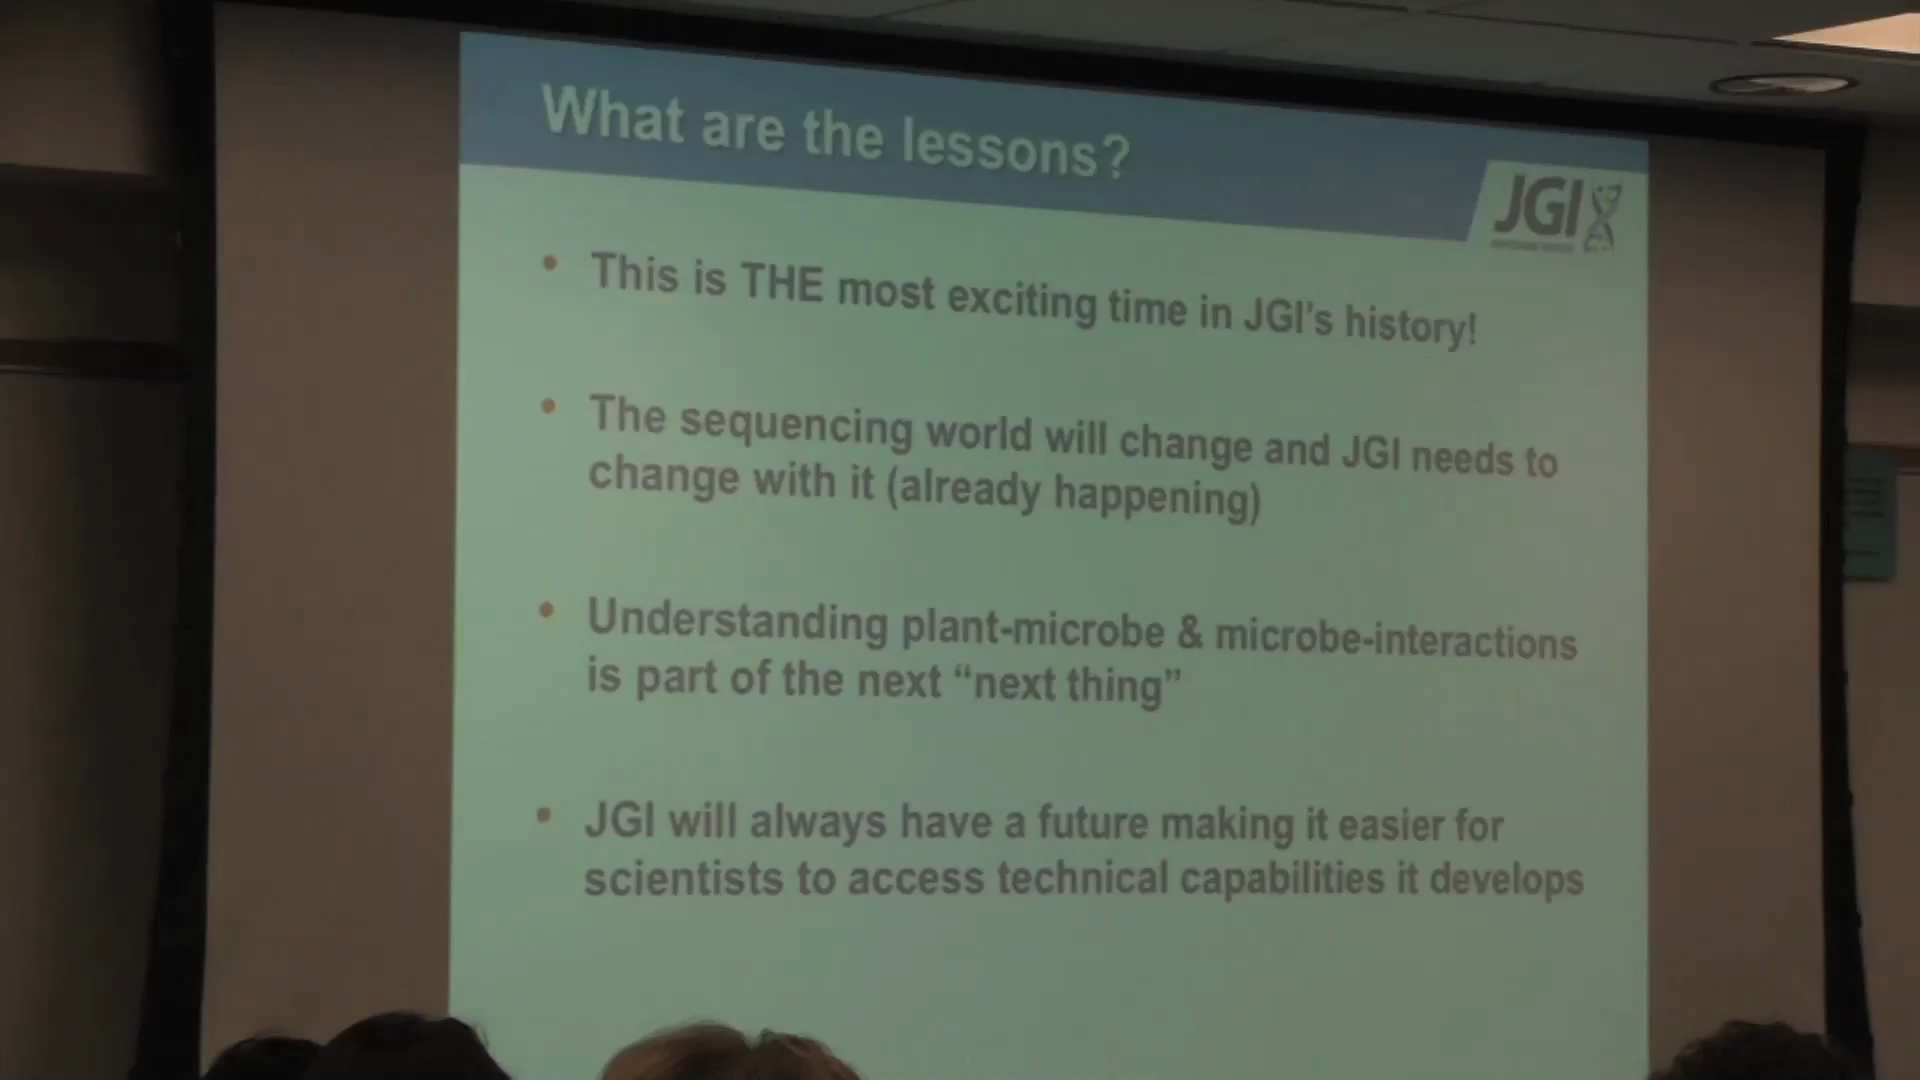 What are the lessons?
JGI
• This is THE most exciting time in JGI's history!
• The sequencing world will change and JGI needs to
change with it (already happening)
• Understanding plant-microbe & microbe-interactions
is part of the next “next thing”
• JGI will always have a future making it easier for
scientists to access technical capabilities it develops